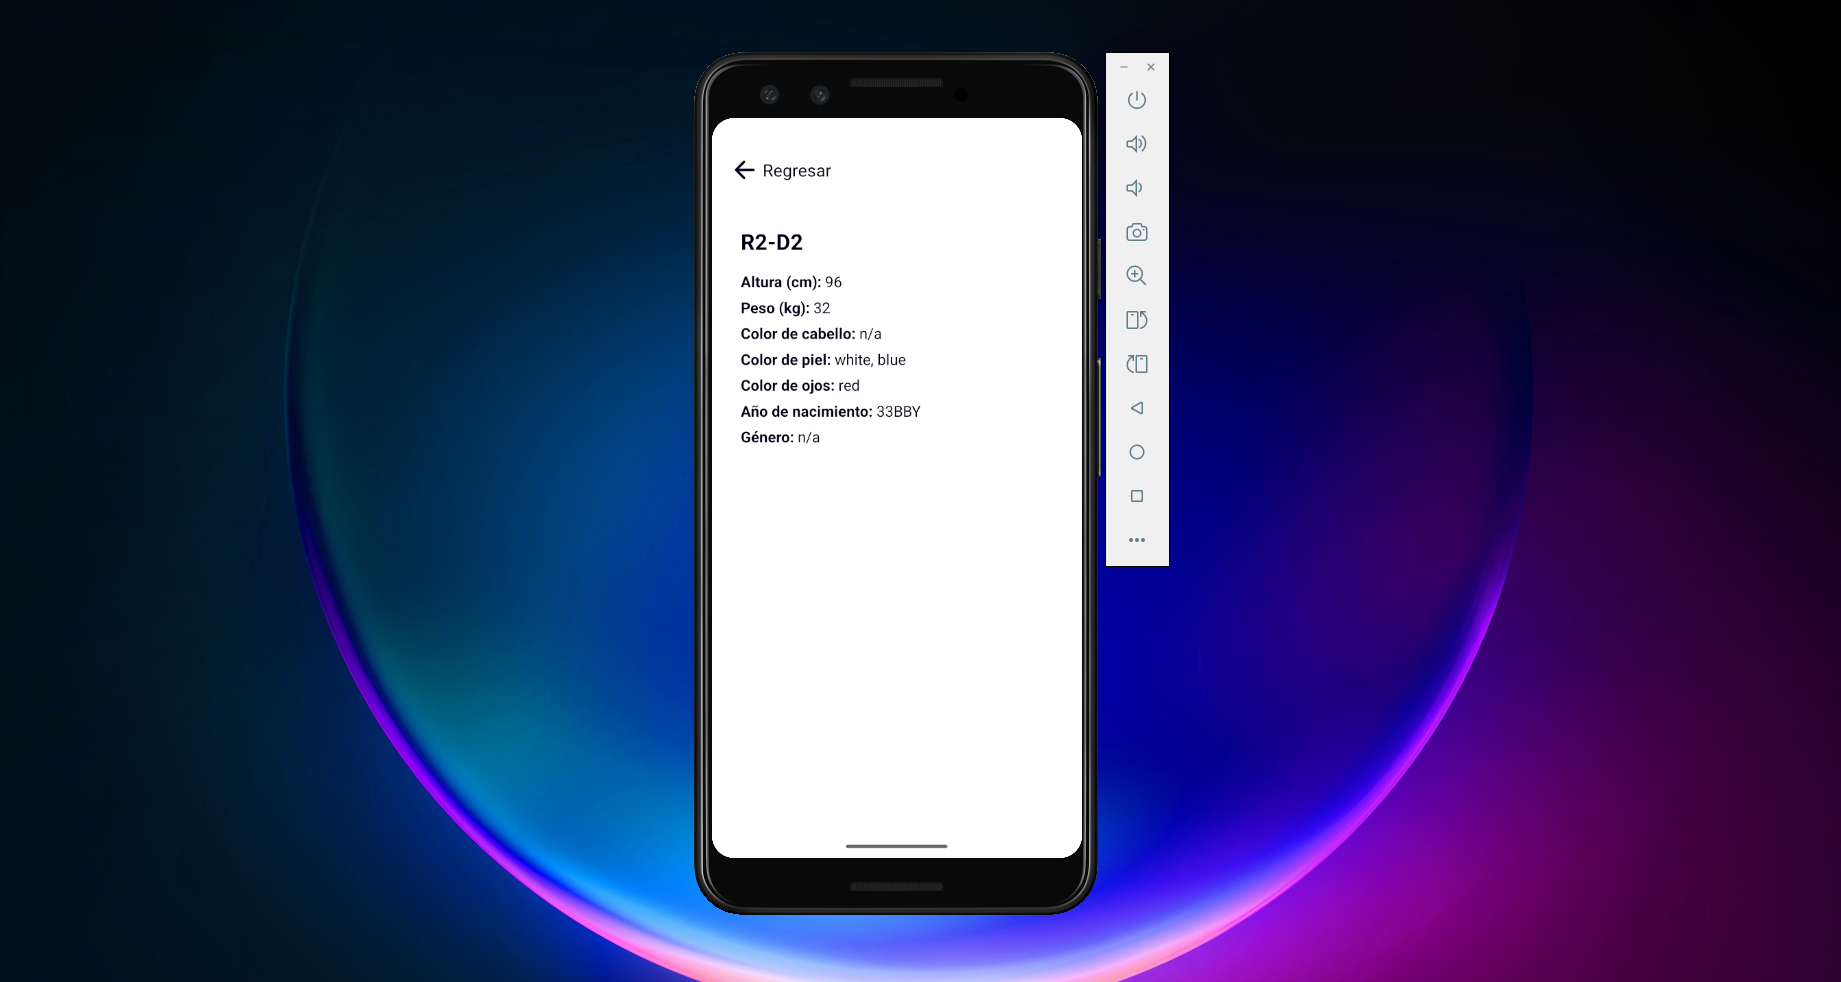 Regresar
R2-D2
Altura (cm): 96
Peso (kg): 32
Color de cabello: n/a
Color de piel: white, blue
Color de ojos: red
Año de nacimiento: 33BBY
Género: n/a